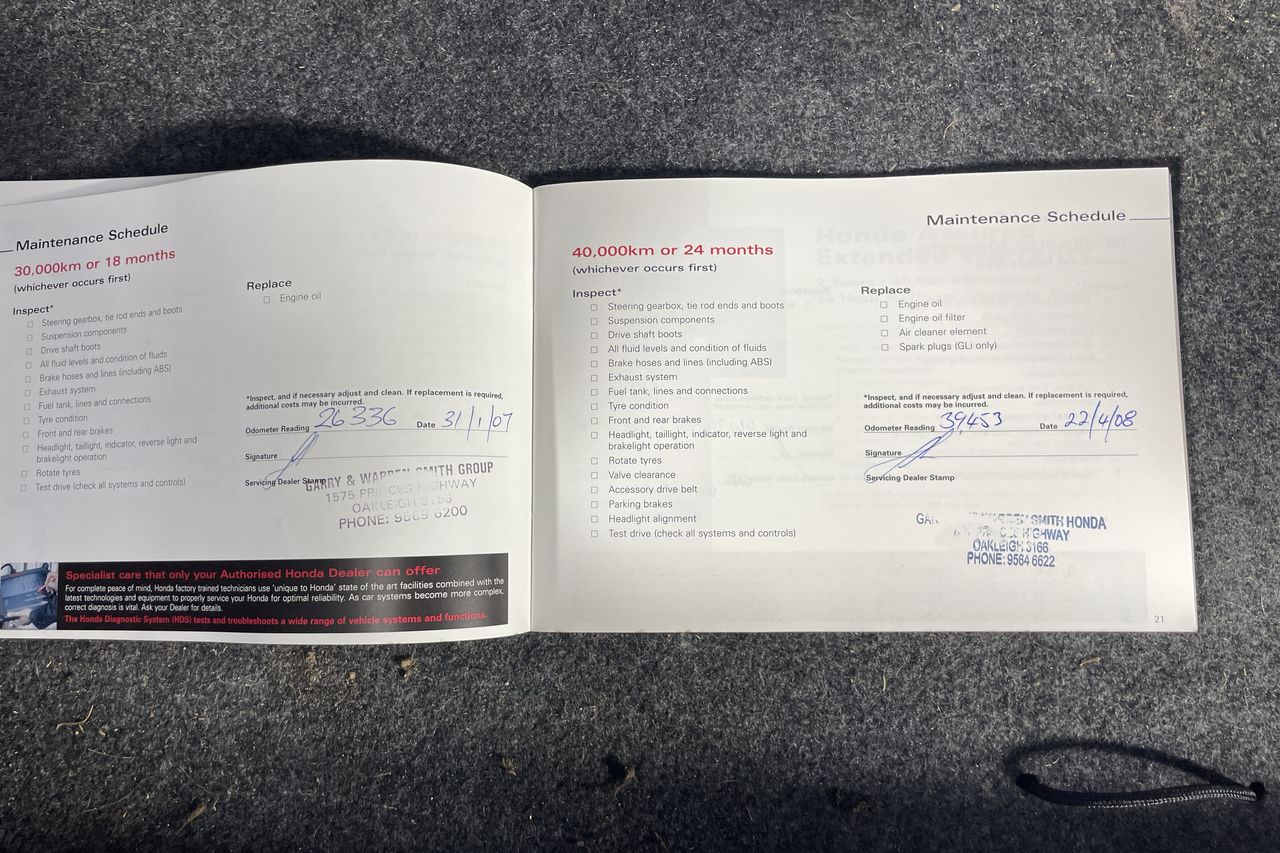 Maintenance Schedule
30,000km or 18 months
(whichever occurs first)
Inspect*
Steering gearbox, tie rod ends and boots
Suspension components
Drive shaft boots
All fluid levels and condition of fluids
Brake hoses and lines (including ABS)
Exhaust system
Fuel tank, lines and connections
Tyre condition
Front and rear brakes
Headlight, taillight, indicator, reverse light and
brakelight operation
Rotate tyres
Test drive (check all systems and controls)
Replace
Engine oil
*Inspect, and if necessary adjust and clean. If replacement is required,
additional costs may be incurred.
Odometer Reading 26336 Date 31/1/07
Signature
Servicing Dealer Stamp
GARRY & WARREN SMITH GROUP
1575 PRINCES HIGHWAY
OAKLEIGH 3166
PHONE: 9565 6200
Specialist care that only your Authorised Honda Dealer can offer
For complete peace of mind, Honda factory trained technicians use 'unique to Honda' state of the art facilities combined with the
latest technologies and equipment to properly service your Honda for optimal reliability. As car systems become more complex,
correct diagnosis is vital. Ask your Dealer for details.
The Honda Diagnostic System (HDS) tests and troubleshoots a wide range of vehicle systems and functions.
Maintenance Schedule
40,000km or 24 months
(whichever occurs first)
Inspect*
Steering gearbox, tie rod ends and boots
Suspension components
Drive shaft boots
All fluid levels and condition of fluids
Brake hoses and lines (including ABS)
Exhaust system
Fuel tank, lines and connections
Tyre condition
Front and rear brakes
Headlight, taillight, indicator, reverse light and
brakelight operation
Rotate tyres
Valve clearance
Accessory drive belt
Parking brakes
Headlight alignment
Test drive (check all systems and controls)
Replace
Engine oil
Engine oil filter
Air cleaner element
Spark plugs (GLi only)
*Inspect, and if necessary adjust and clean. If replacement is required,
additional costs may be incurred.
Odometer Reading 39,453 Date 22/4/08
Signature
Servicing Dealer Stamp
SMITH HONDA
HIGHWAY
OAKLEIGH 3166
PHONE: 9564 6622
21